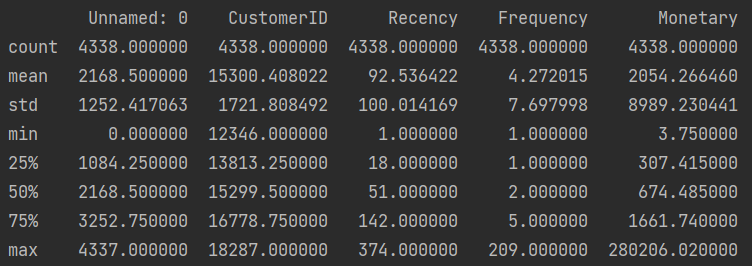 Unnamed: 0 CustomerID Recency Frequency Monetary
count 4338.000000 4338.000000 4338.000000 4338.000000 4338.000000
mean 2168.500000 15300.408022 92.536422 4.272015 2054.266460
std 1252.417063 1721.808492 100.014169 7.697998 8989.230441
min 0.000000 12346.000000 1.000000 1.000000 3.750000
25% 1084.250000 13813.250000 18.000000 1.000000 307.415000
50% 2168.500000 15299.500000 51.000000 2.000000 674.485000
75% 3252.750000 16778.750000 142.000000 5.000000 1661.740000
max 4337.000000 18287.000000 374.000000 209.000000 280206.020000